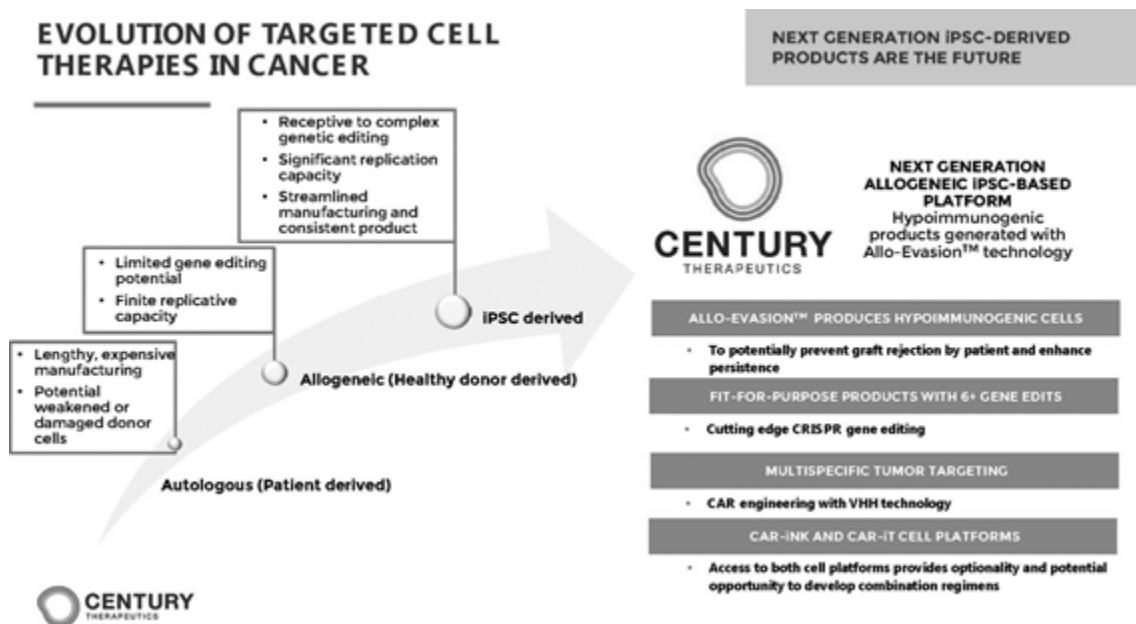 EVOLUTION OF TARGETED CELL
THERAPIES IN CANCER
• Receptive to complex
genetic editing
• Significant replication
capacity
• Streamlined
manufacturing and
consistent product
• Limited gene editing
potential
• Finite replicative
capacity
• Lengthy, expensive
manufacturing
• Potential
weakened or
damaged donor
cells
iPSC derived
Allogeneic (Healthy donor derived)
Autologous (Patient derived)
CENTURY
THERAPEUTICS
NEXT GENERATION iPSC-DERIVED
PRODUCTS ARE THE FUTURE
CENTURY
THERAPEUTICS
NEXT GENERATION
ALLOGENEIC iPSC-BASED
PLATFORM
Hypoimmunogenic
products generated with
Allo-Evasion™ technology
ALLO-EVASION™ PRODUCES HYPOIMMUNOGENIC CELLS
• To potentially prevent graft rejection by patient and enhance
persistence
FIT-FOR-PURPOSE PRODUCTS WITH 6+ GENE EDITS
• Cutting edge CRISPR gene editing
MULTISPECIFIC TUMOR TARGETING
• CAR engineering with VHH technology
CAR-iNK AND CAR-iT CELL PLATFORMS
• Access to both cell platforms provides optionality and potential
opportunity to develop combination regimens